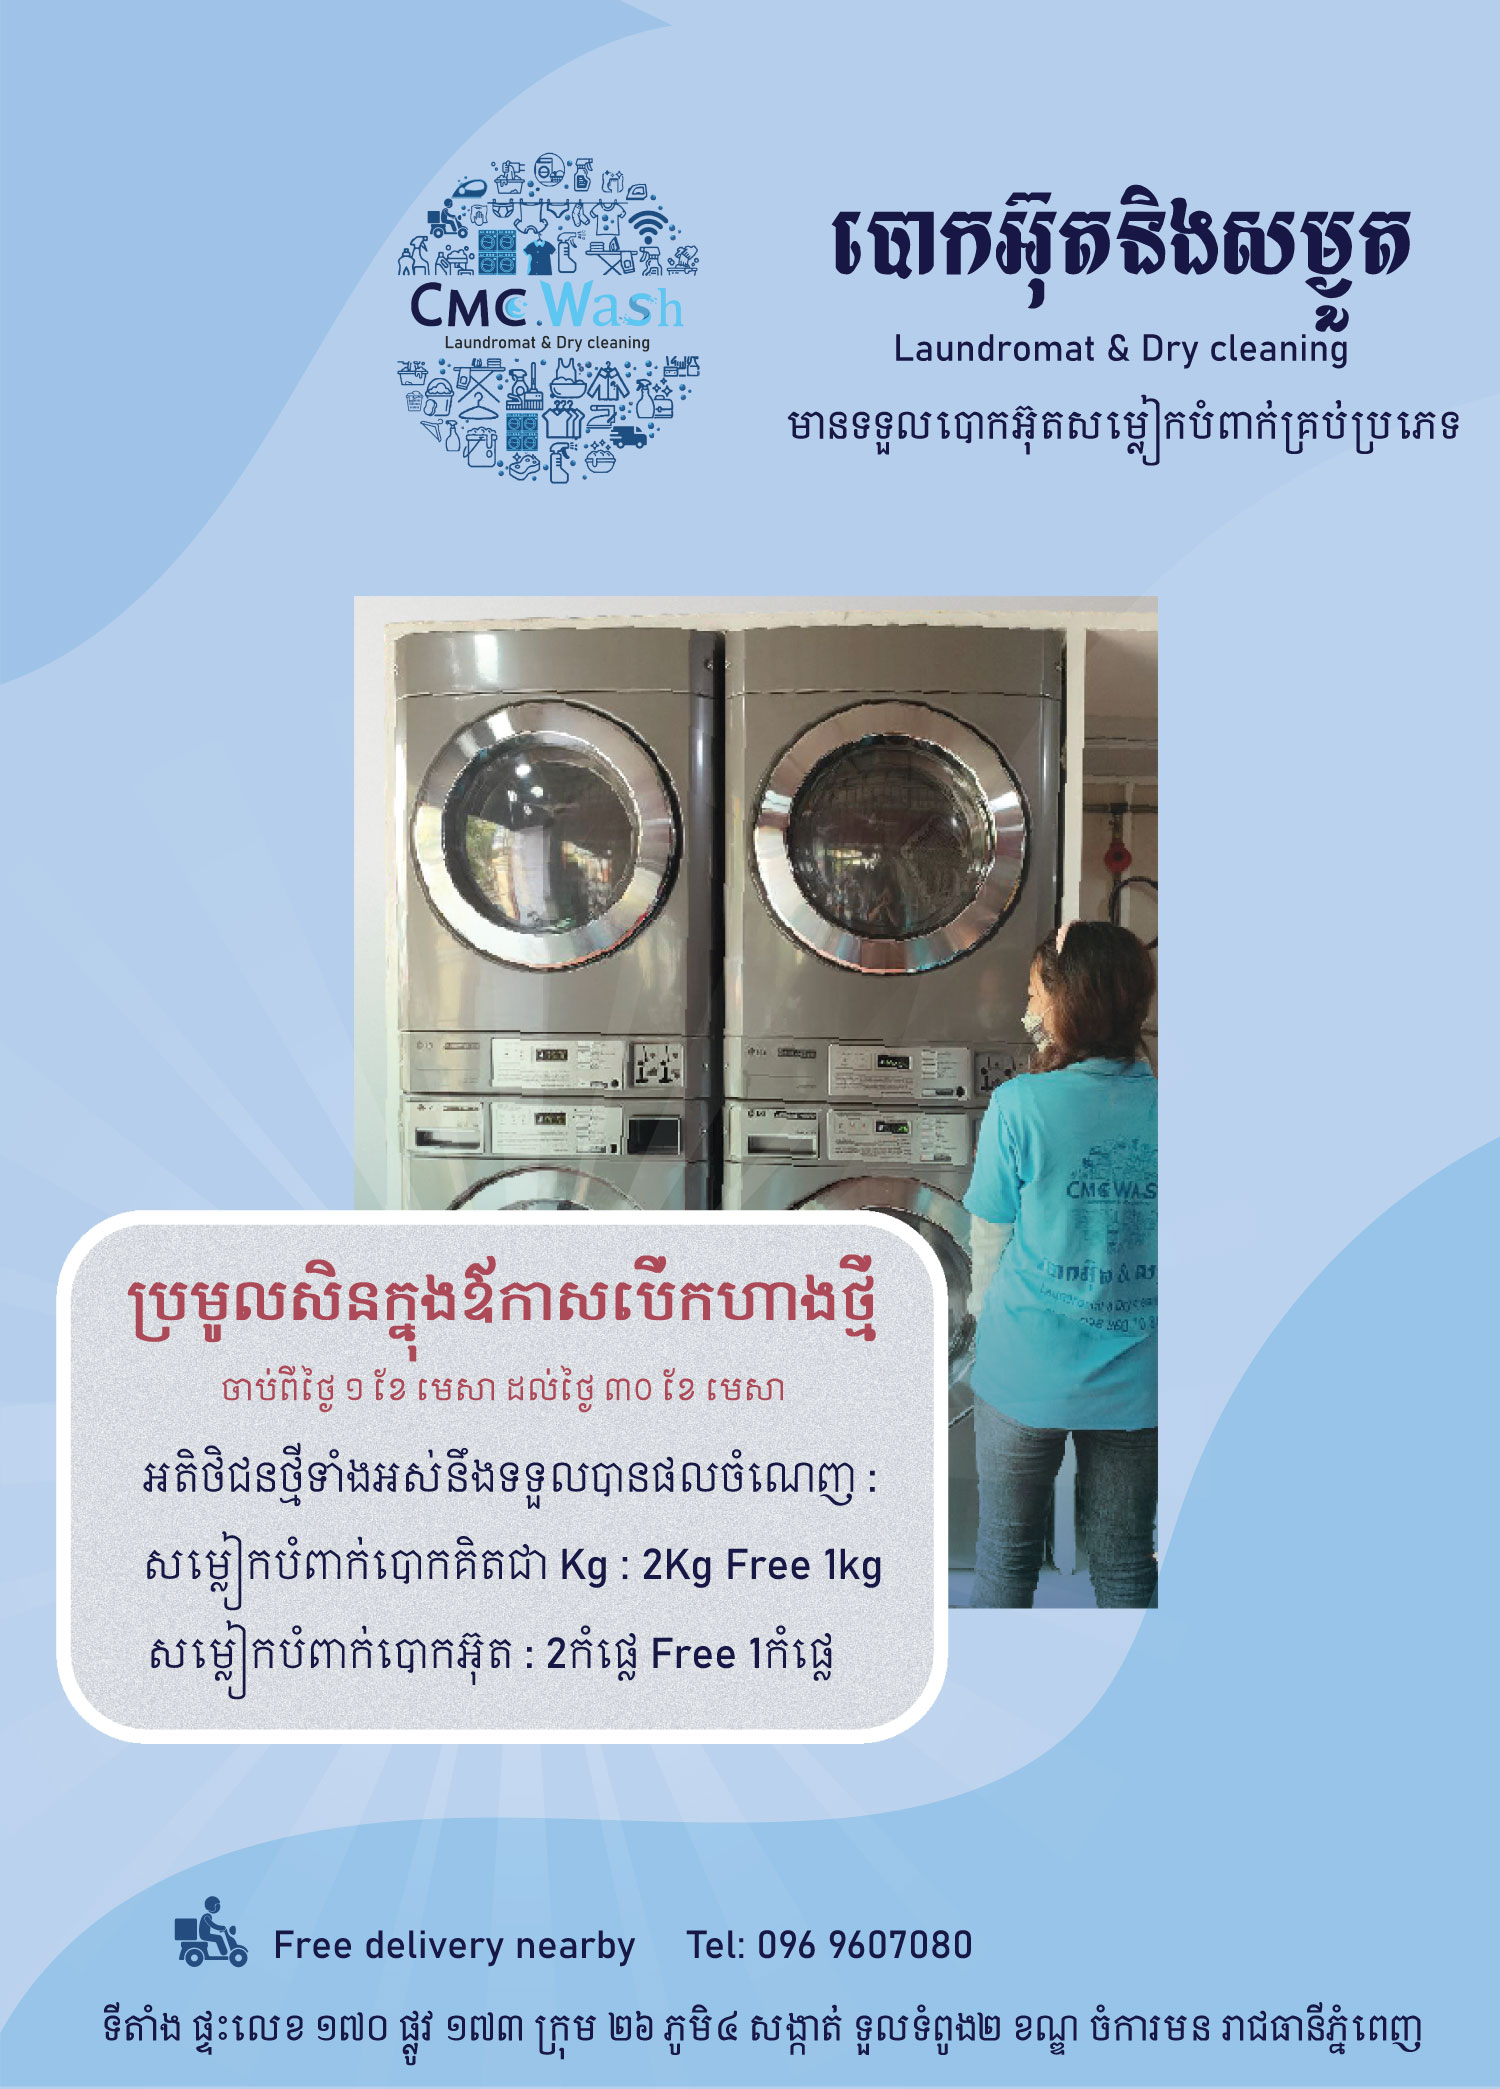 CMC.Wash
Laundromat & Dry cleaning
បោកអ៊ុតនិងសម្ងួត
Laundromat & Dry cleaning
មានទទួលបោកអ៊ុតសម្លៀកបំពាក់គ្រប់ប្រភេទ
LG
LG
LG
CMC WAS
ប្រមូលសិនក្នុងឪកាសបើកហាងថ្មី
ចាប់ពីថ្ងៃ ១ ខែ មេសា ដល់ថ្ងៃ ៣០ ខែ មេសា
អតិថិជនថ្មីទាំងអស់នឹងទទួលបានផលចំណេញ :
សម្លៀកបំពាក់បោកគិតជា Kg : 2Kg Free 1kg
សម្លៀកបំពាក់បោកអ៊ុត : 2កំផ្លេ Free 1កំផ្លេ
Free delivery nearby Tel: 096 9607080
ទីតាំង ផ្ទះលេខ ១៧០ ផ្លូវ ១៧៣ ក្រុម ២៦ ភូមិ៤ សង្កាត់ ទួលទំពូង២ ខណ្ឌ ចំការមន រាជធានីភ្នំពេញ